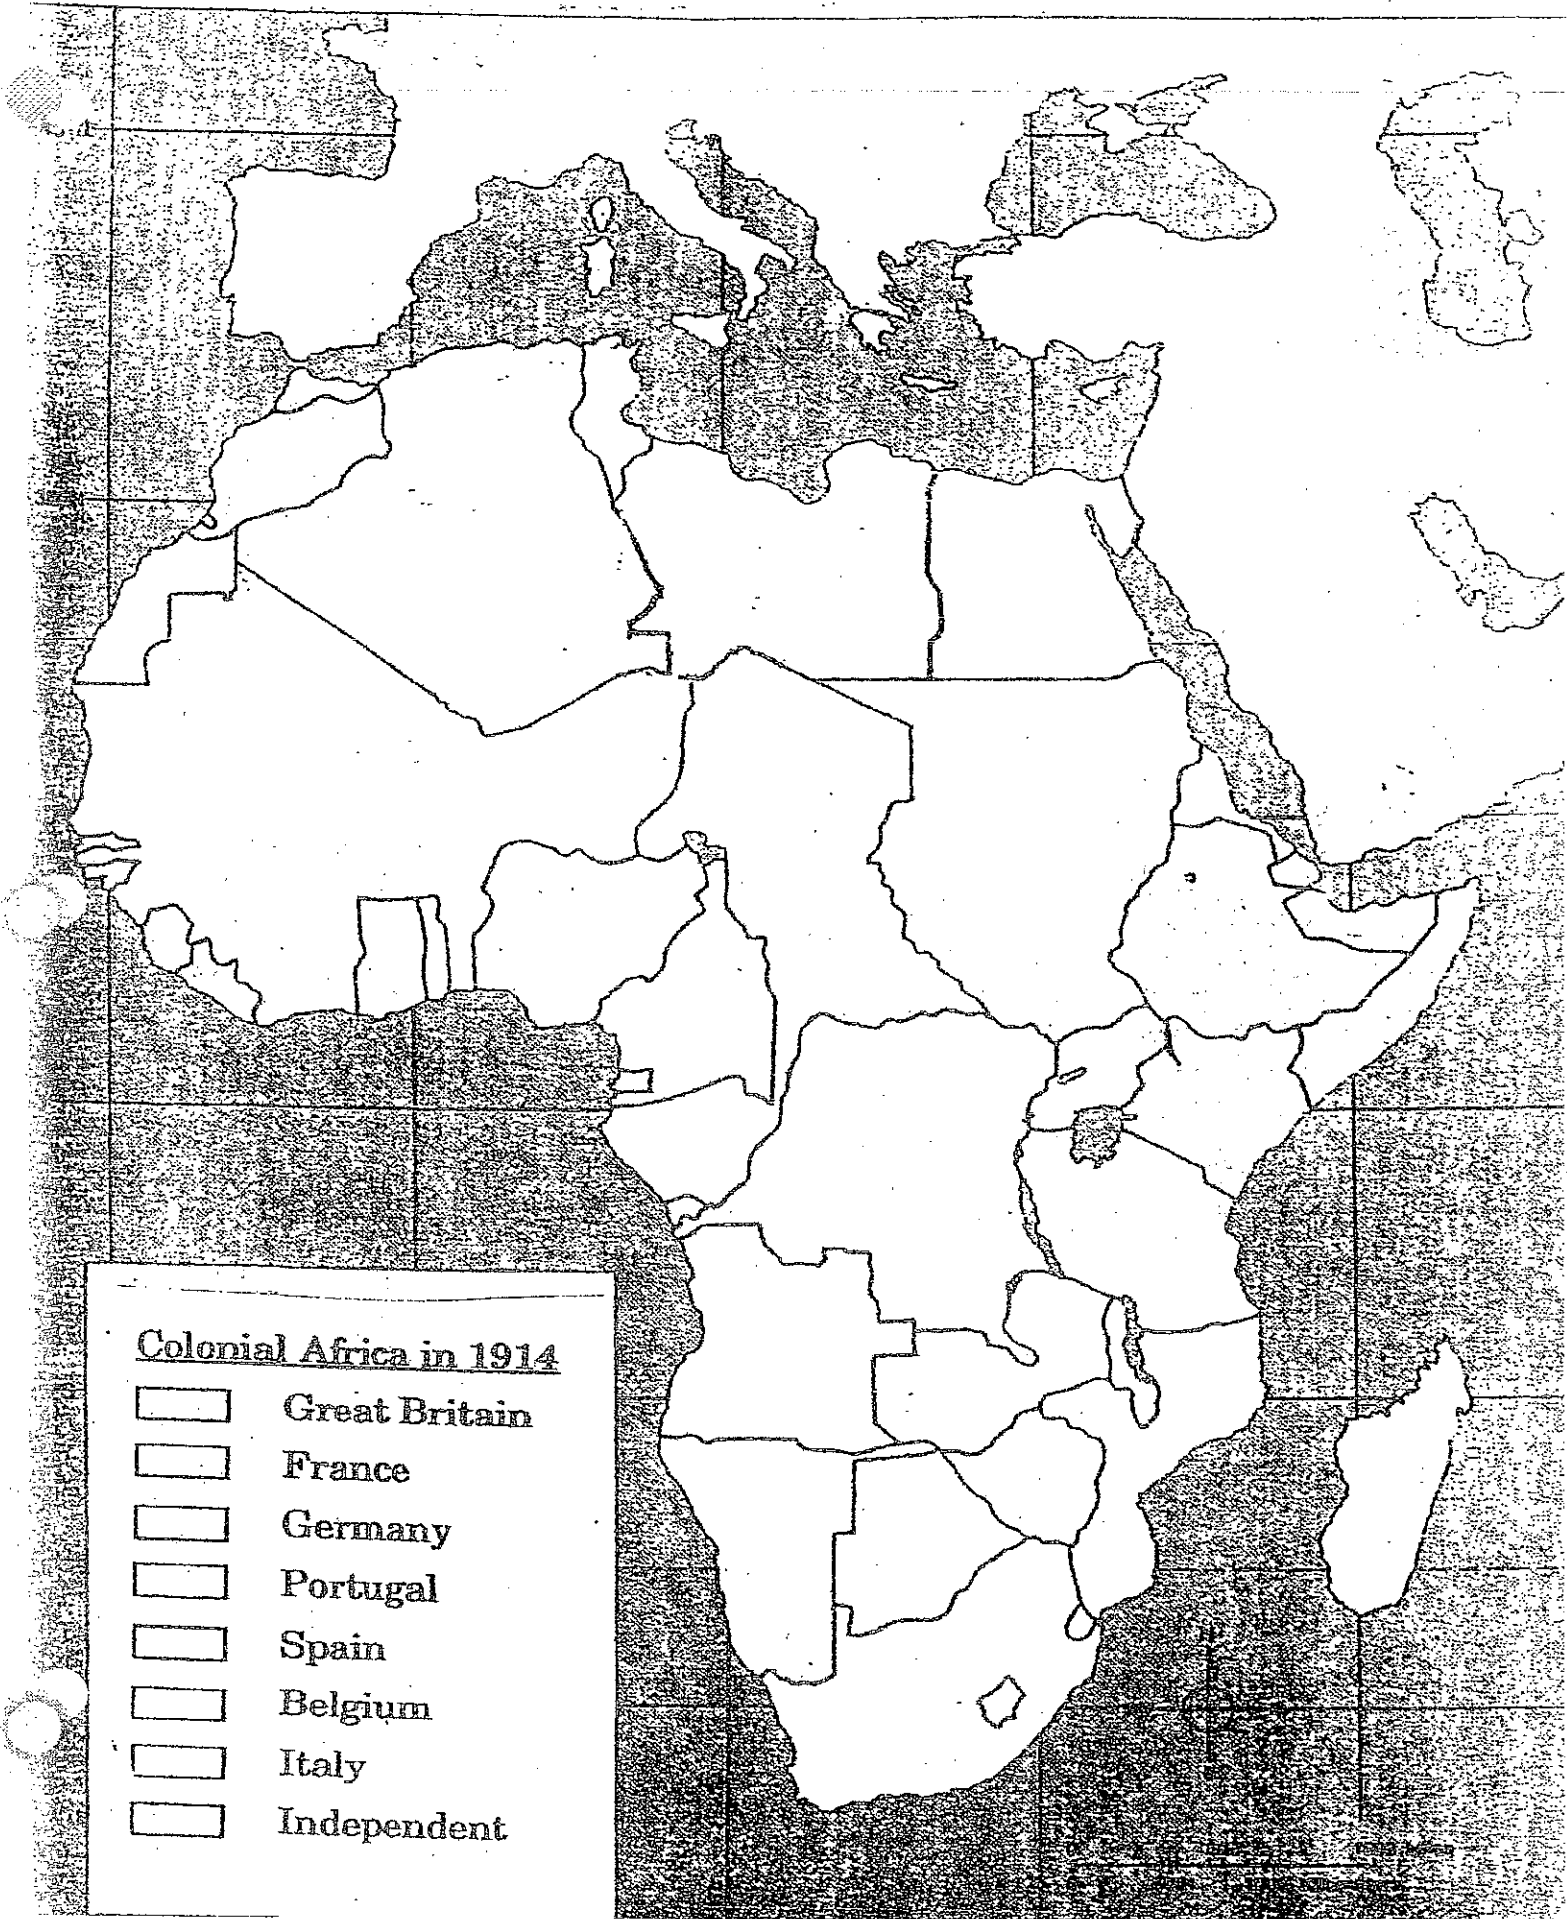 Colonial Africa in 1914
Great Britain
France
Germany
Portugal
Spain
Belgium
Italy
Independent